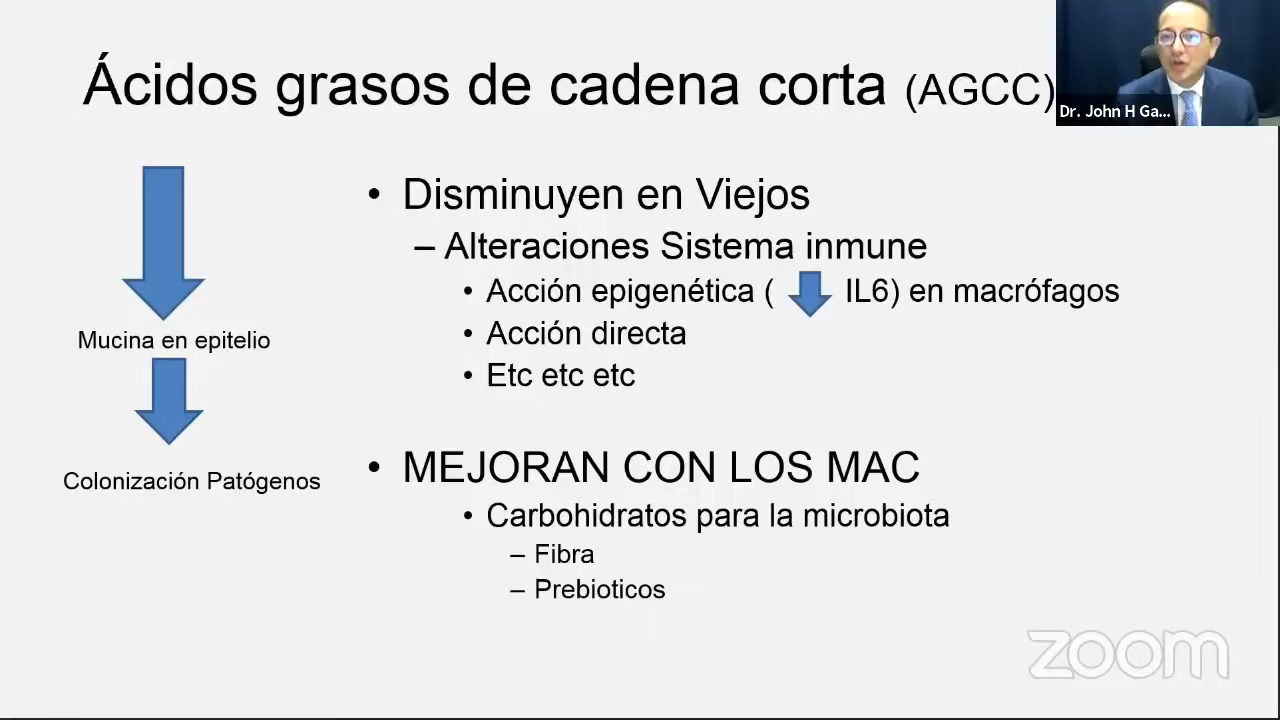 Ácidos grasos de cadena corta (AGCC)
Dr. John H Ga...
Mucina en epitelio
Colonización Patógenos
• Disminuyen en Viejos
– Alteraciones Sistema inmune
• Acción epigenética ( IL6) en macrófagos
• Acción directa
• Etc etc etc
• MEJORAN CON LOS MAC
• Carbohidratos para la microbiota
– Fibra
– Prebioticos
zoom